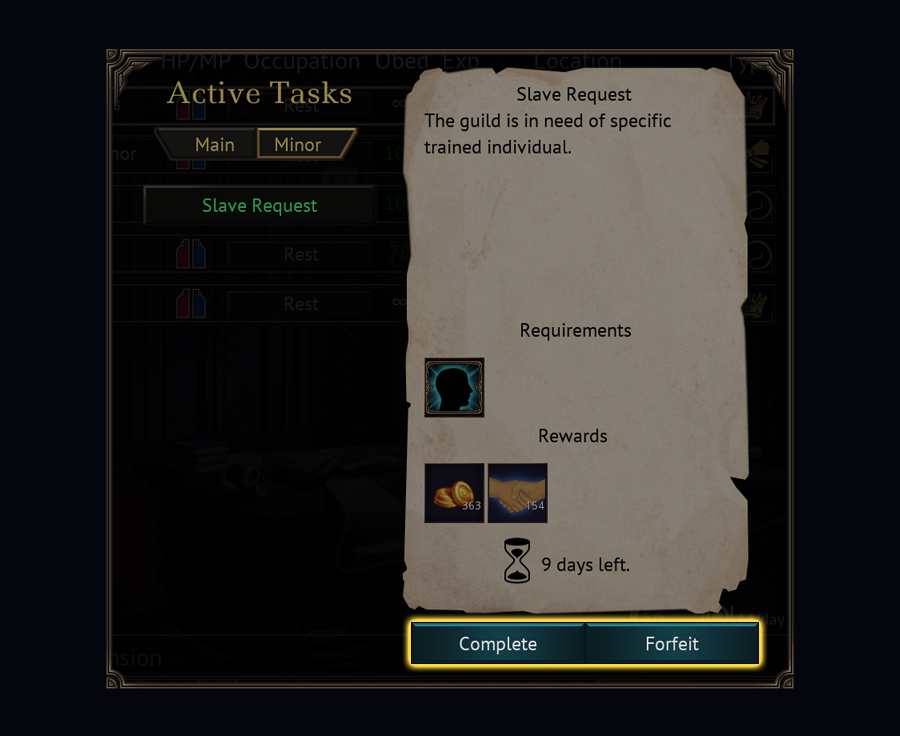 HP/MP Occupation Obed Exp Location
Active Tasks
Rest
Main
Minor
Slave Request
Rest
Rest
Slave Request
The guild is in need of specific
trained individual.
Requirements
Rewards
363
154
9 days left.
Complete
Forfeit